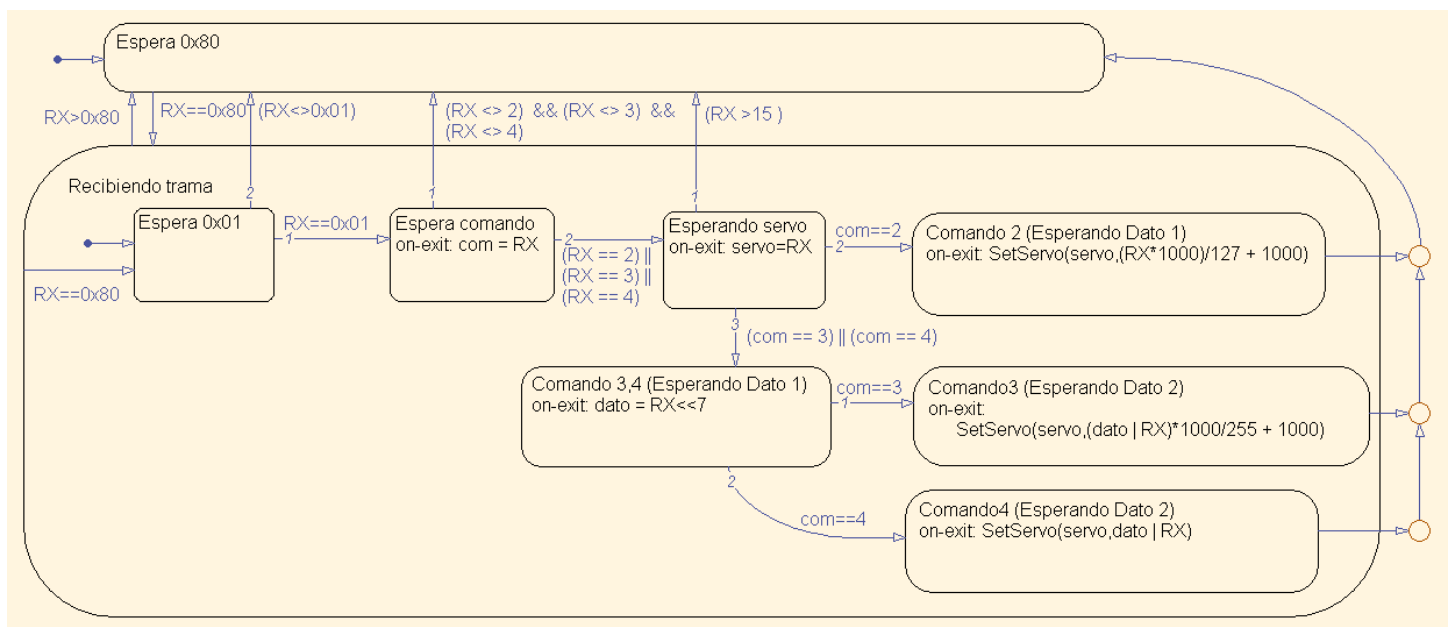 Espera 0x80
RX>0x80
RX==0x80
(RX<>0x01)
(RX <> 2) && (RX <> 3) &&
(RX <> 4)
(RX >15 )
Recibiendo trama
2
1
1
Espera 0x01
RX==0x01
1
Espera comando
on-exit: com = RX
2
(RX == 2) ||
(RX == 3) ||
(RX == 4)
Esperando servo
on-exit: servo=RX
com==2
2
Comando 2 (Esperando Dato 1)
on-exit: SetServo(servo,(RX*1000)/127 + 1000)
RX==0x80
3
(com == 3) || (com == 4)
Comando 3,4 (Esperando Dato 1)
on-exit: dato = RX<<7
com==3
1
Comando3 (Esperando Dato 2)
on-exit:
SetServo(servo,(dato | RX)*1000/255 + 1000)
2
com==4
Comando4 (Esperando Dato 2)
on-exit: SetServo(servo,dato | RX)